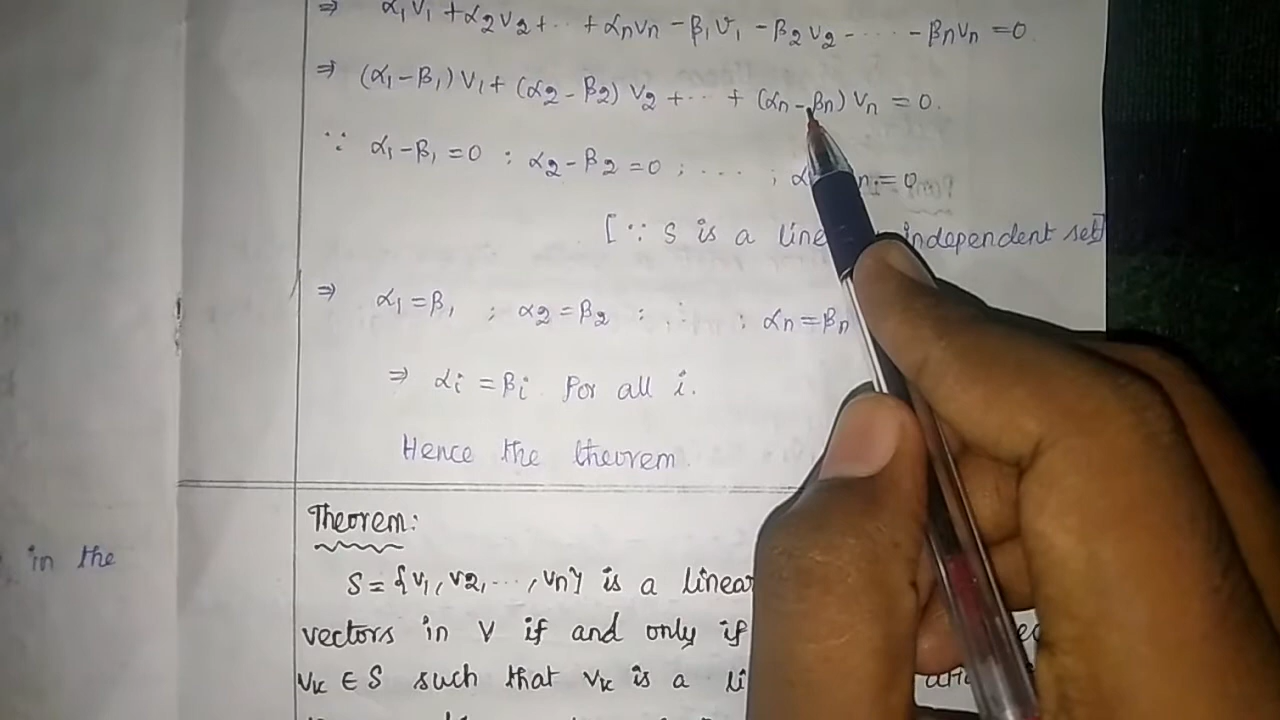 ⇒ α₁v₁ + α₂v₂ + ... + αₙvₙ - β₁v₁ - β₂v₂ - ..... - βₙvₙ = 0
⇒ (α₁-β₁)v₁ + (α₂-β₂) v₂ + ... + (αₙ-βₙ) vₙ = 0.
∵ α₁-β₁=0 : α₂-β₂=0 ; .... ; α n=0
[∵ S is a independent set]
⇒ α₁=β₁ ; α₂=β₂ : ... ; αₙ=βₙ
⇒ αᵢ = βᵢ for all i.
Hence the theorem.
Theorem:
in the
S={v₁, v₂, ..., vₙ} is a linear
vectors in V if and only if
vₖ ∈ S such that vₖ is a